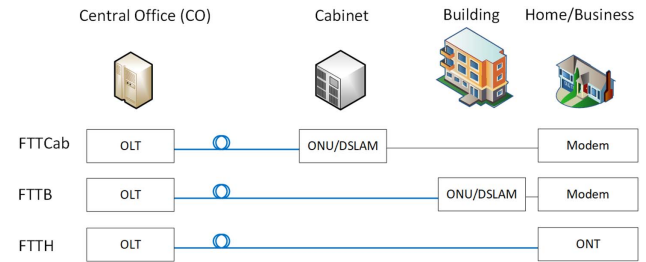 Central Office (CO) Cabinet Building Home/Business
FTTCab OLT ONU/DSLAM Modem
FTTB OLT ONU/DSLAM Modem
FTTH OLT ONT